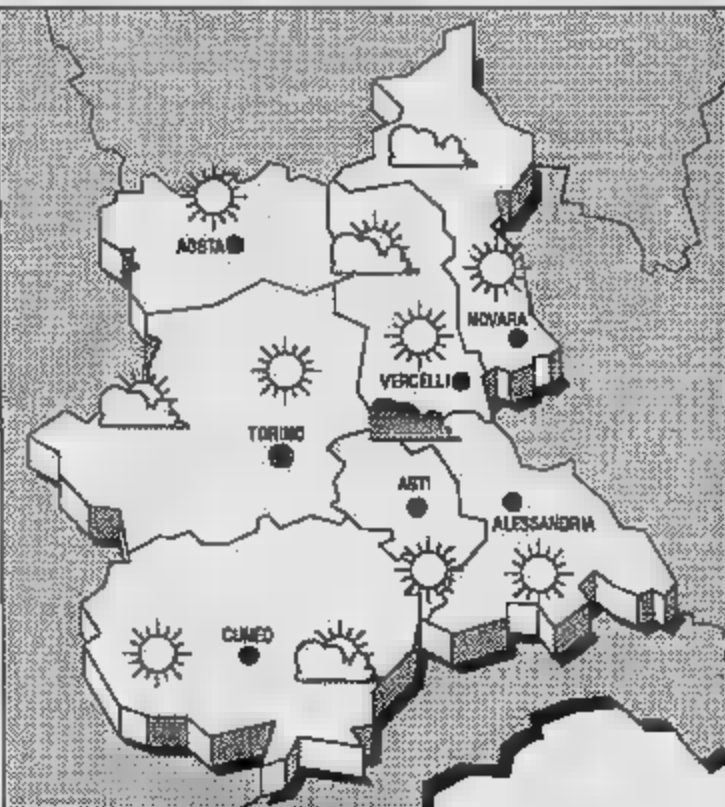 AOSTA
NOVARA
VERCELLI
TORINO
ASTI
ALESSANDRIA
CUNEO